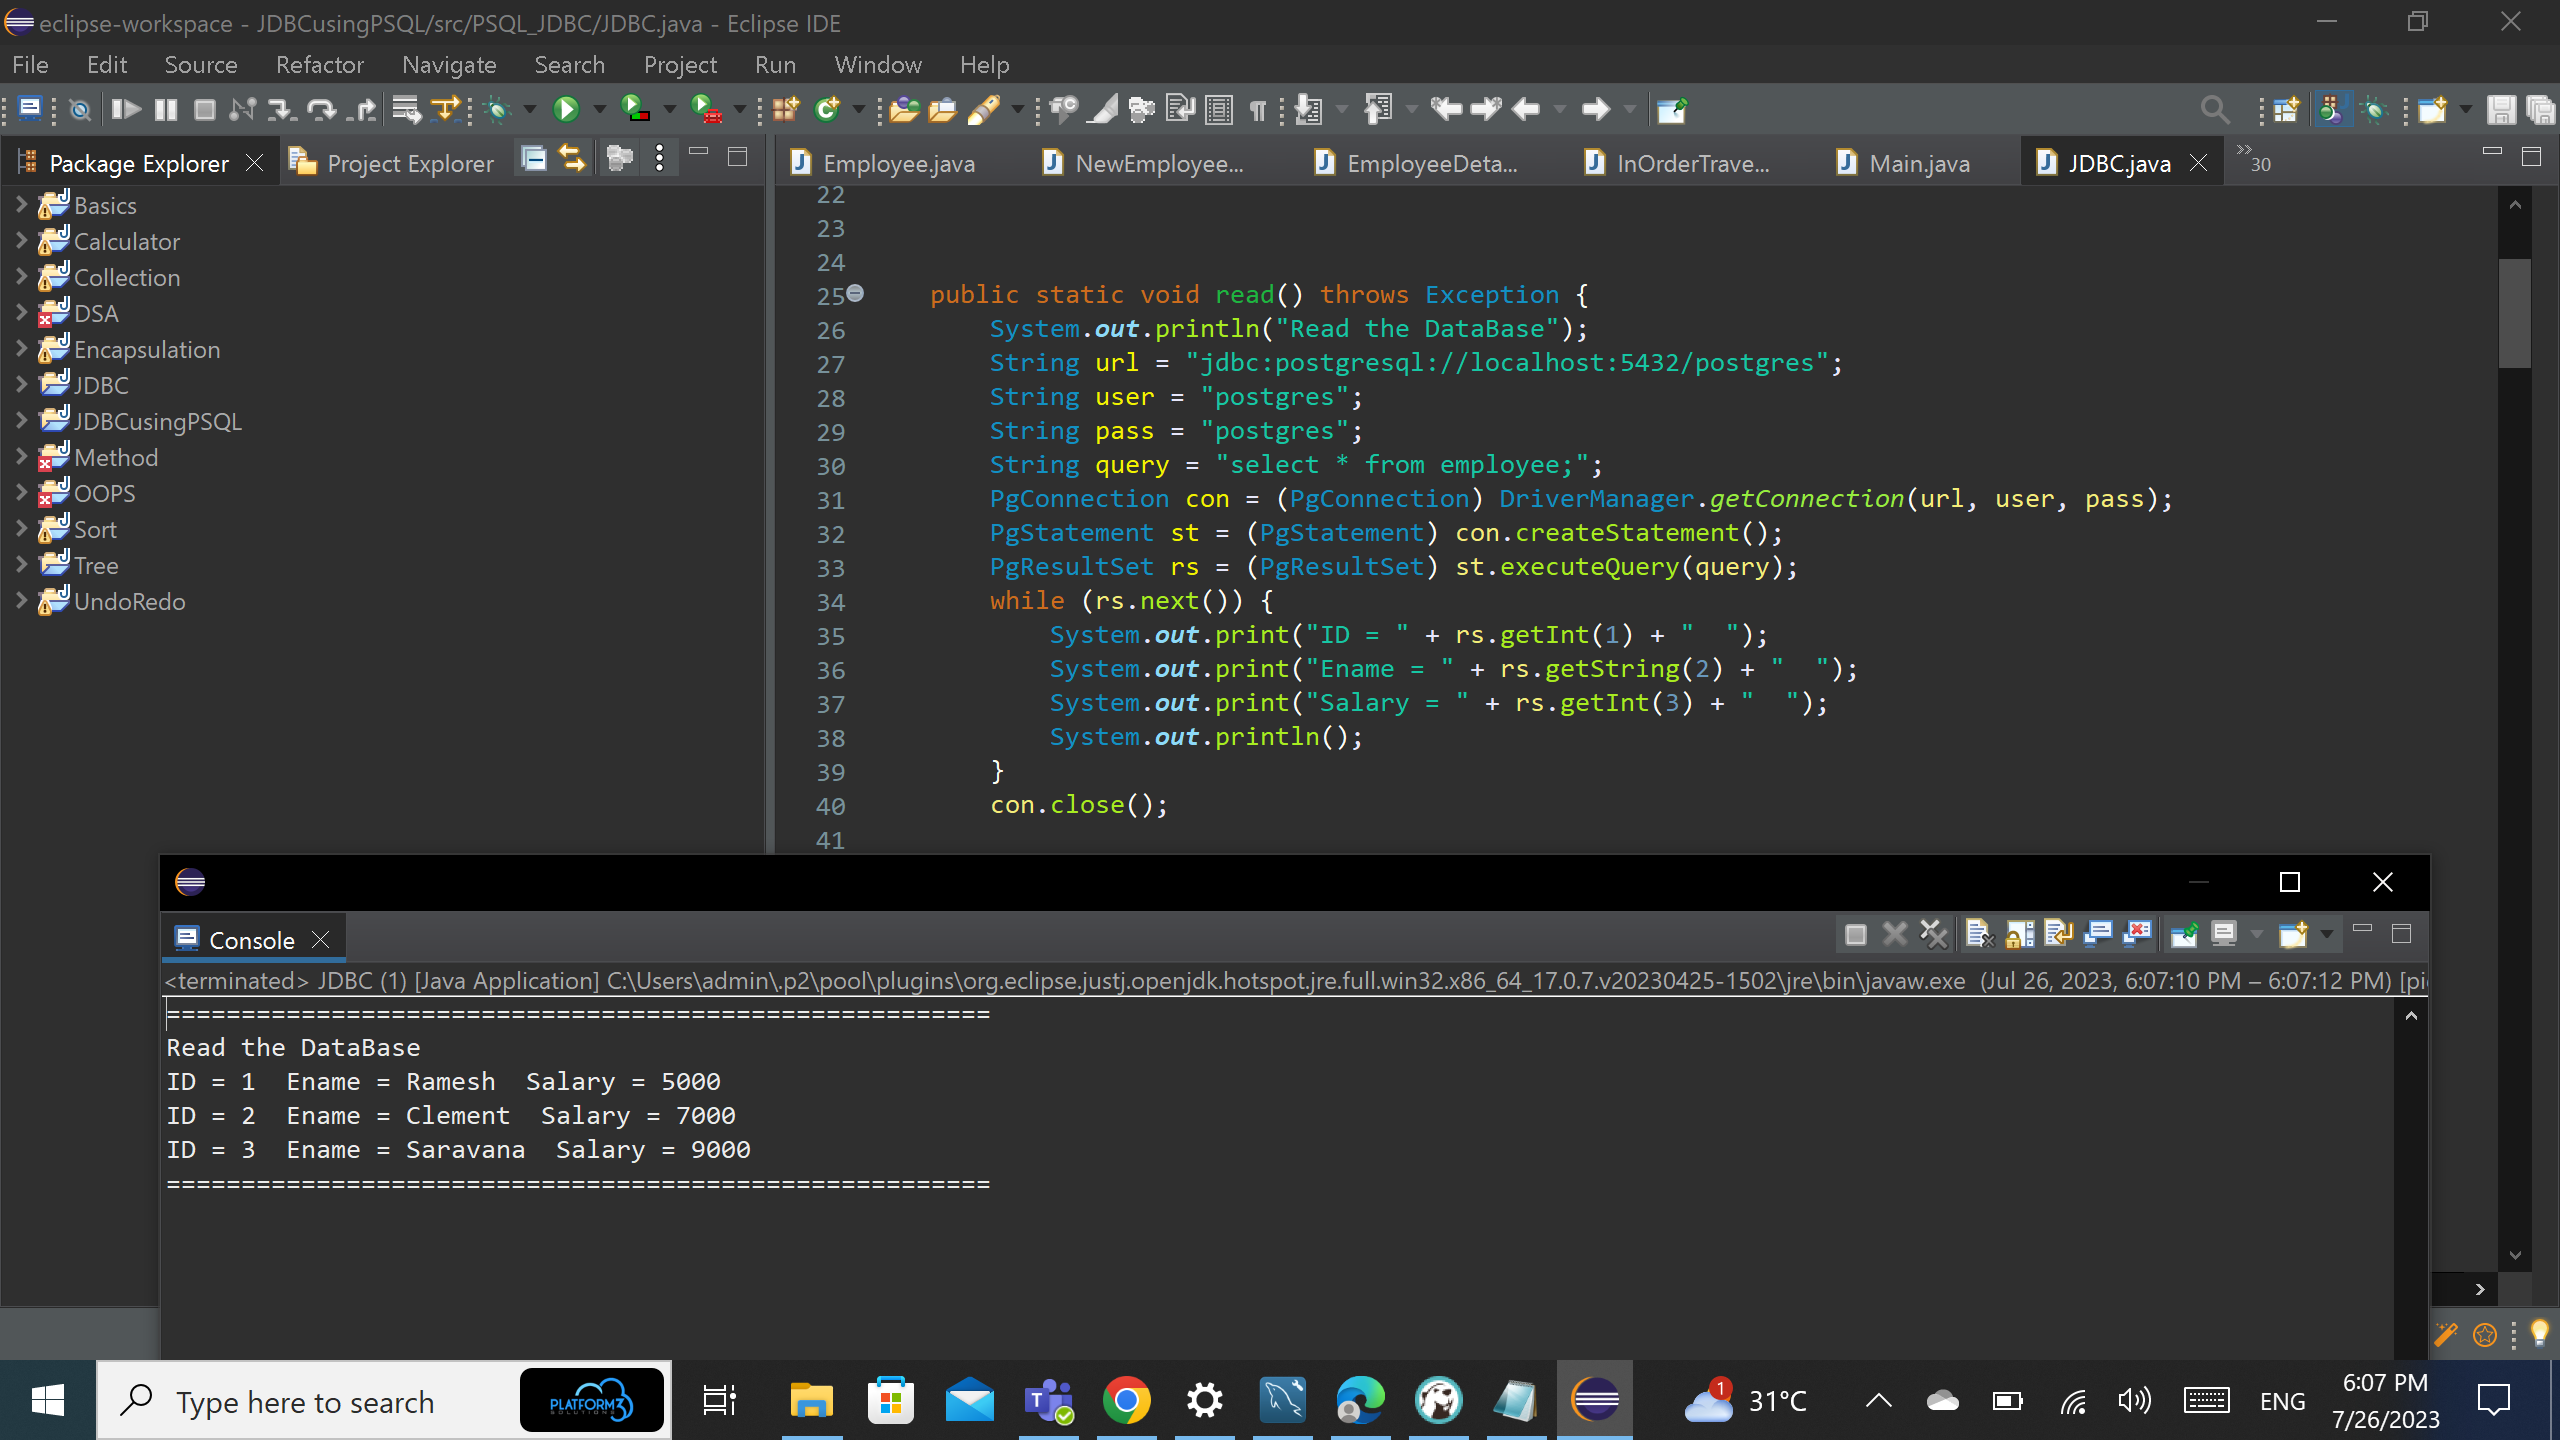 eclipse-workspace - JDBCusingPSQL/src/PSQL_JDBC/JDBC.java - Eclipse IDE
File Edit Source Refactor Navigate Search Project Run Window Help
Package Explorer Project Explorer
Employee.java NewEmployee... EmployeeDeta... InOrderTrave... Main.java JDBC.java »30
Basics
Calculator
Collection
DSA
Encapsulation
JDBC
JDBCusingPSQL
Method
OOPS
Sort
Tree
UndoRedo
22
23
24
25 public static void read() throws Exception {
26 System.out.println("Read the DataBase");
27 String url = "jdbc:postgresql://localhost:5432/postgres";
28 String user = "postgres";
29 String pass = "postgres";
30 String query = "select * from employee;";
31 PgConnection con = (PgConnection) DriverManager.getConnection(url, user, pass);
32 PgStatement st = (PgStatement) con.createStatement();
33 PgResultSet rs = (PgResultSet) st.executeQuery(query);
34 while (rs.next()) {
35 System.out.print("ID = " + rs.getInt(1) + "  ");
36 System.out.print("Ename = " + rs.getString(2) + "  ");
37 System.out.print("Salary = " + rs.getInt(3) + "  ");
38 System.out.println();
39 }
40 con.close();
41
Console
<terminated> JDBC (1) [Java Application] C:\Users\admin\.p2\pool\plugins\org.eclipse.justj.openjdk.hotspot.jre.full.win32.x86_64_17.0.7.v20230425-1502\jre\bin\javaw.exe (Jul 26, 2023, 6:07:10 PM – 6:07:12 PM) [pi
=======================================================
Read the DataBase
ID = 1  Ename = Ramesh  Salary = 5000
ID = 2  Ename = Clement  Salary = 7000
ID = 3  Ename = Saravana  Salary = 9000
=======================================================
Type here to search
PLATFORM3
SOLUTIONS
1
31°C
ENG
6:07 PM
7/26/2023